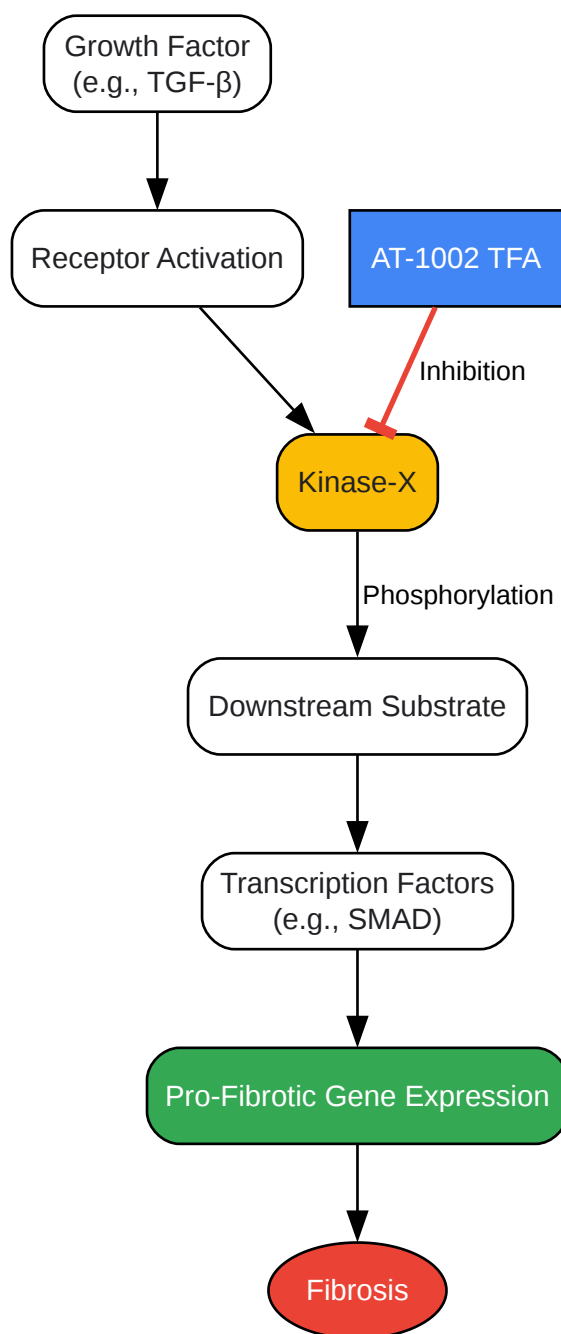 Growth Factor
(e.g., TGF-β)
Receptor Activation
AT-1002 TFA
Inhibition
Kinase-X
Phosphorylation
Downstream Substrate
Transcription Factors
(e.g., SMAD)
Pro-Fibrotic Gene Expression
Fibrosis